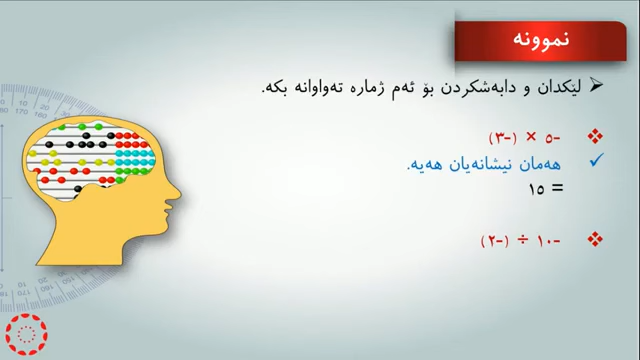 نموونە
لێکدان و دابەشکردن بۆ ئەم ژمارە تەواوانە بکە.
-٥ × (-٣)
هەمان نیشانەیان هەیە.
= ١٥
-١٠ ÷ (-٢)